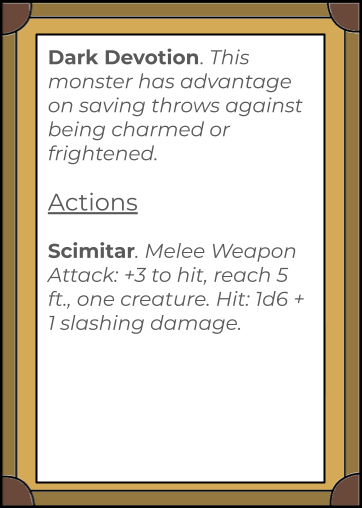 Dark Devotion. This
monster has advantage
on saving throws against
being charmed or
frightened.
Actions
Scimitar. Melee Weapon
Attack: +3 to hit, reach 5
ft., one creature. Hit: 1d6 +
1 slashing damage.